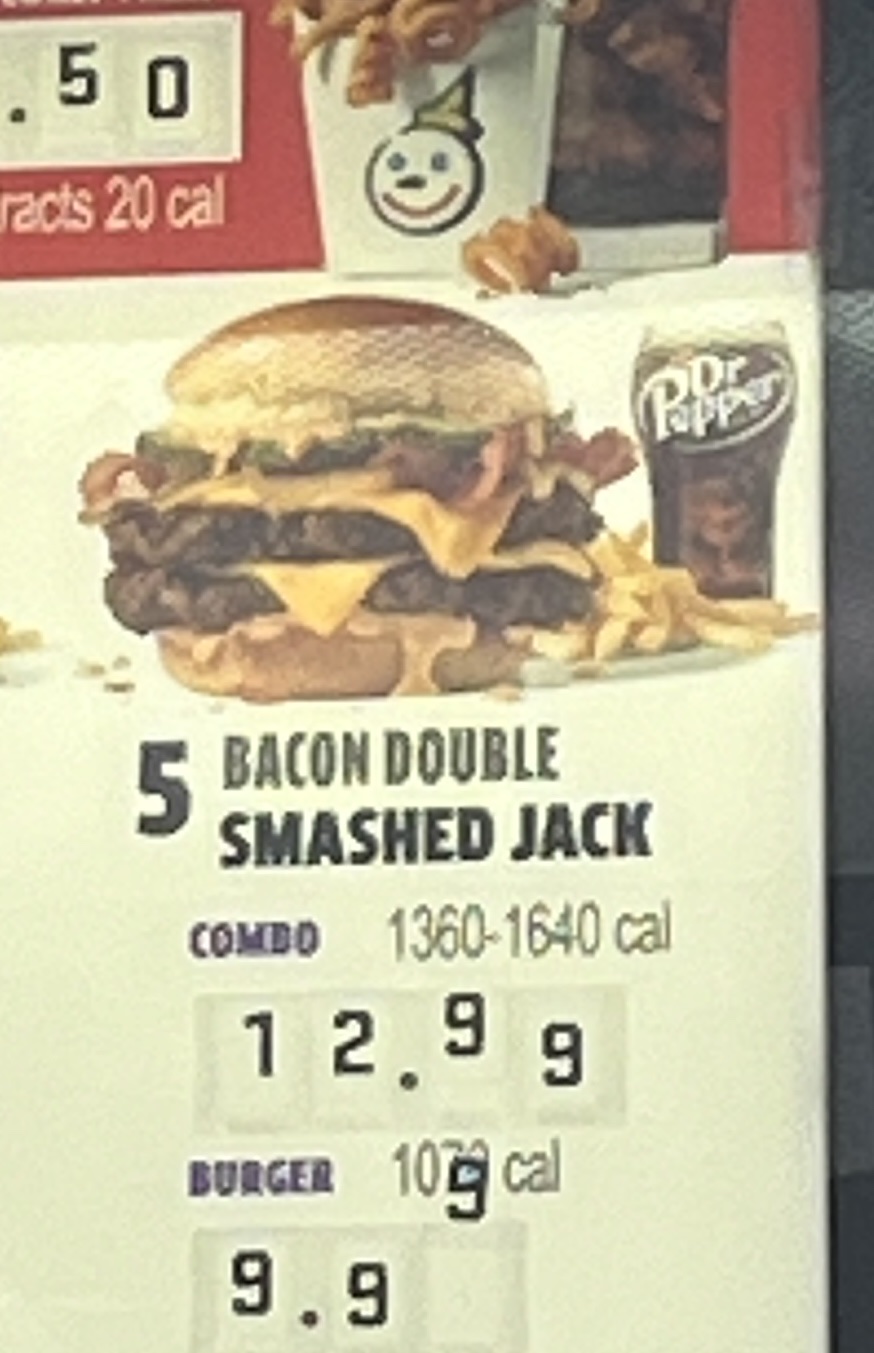 .50
racts 20 cal
Dr
Pepper
5 BACON DOUBLE
SMASHED JACK
COMBO 1360-1640 cal
12.99
BURGER cal
9
9.9